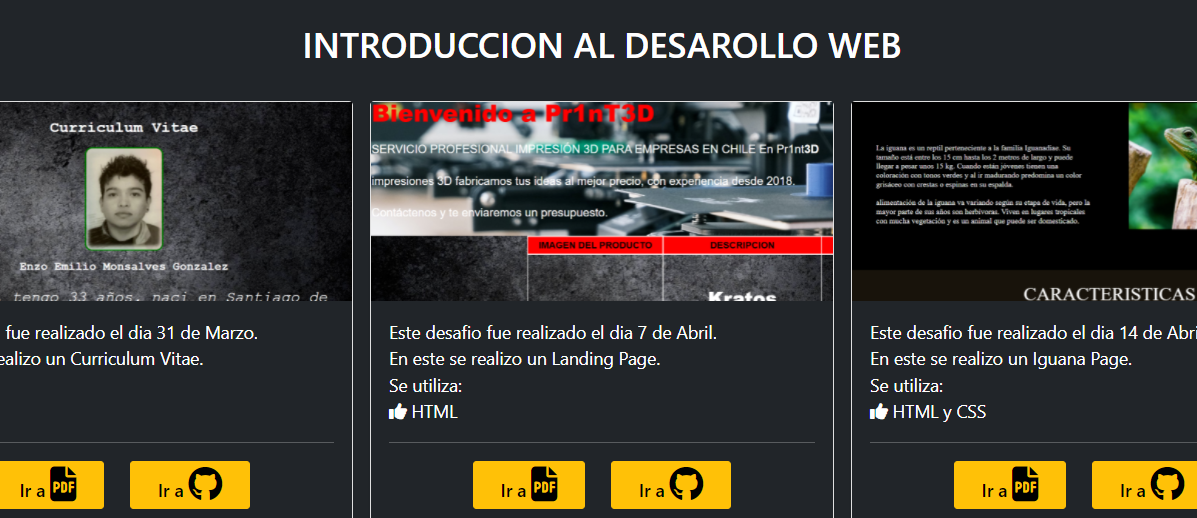 INTRODUCCION AL DESAROLLO WEB
Curriculum Vitae
Enzo Emilio Monsalves Gonzalez
tengo 33 años, naci en Santiago de
fue realizado el dia 31 de Marzo.
ealizo un Curriculum Vitae.
Ir a PDF
Ir a
Bienvenido a Pr1nT3D
SERVICIO PROFESIONAL IMPRESIÓN 3D PARA EMPRESAS EN CHILE En Pr1nt3D
impresiones 3D fabricamos tus ideas al mejor precio, con experiencia desde 2018.
Contáctenos y te enviaremos un presupuesto.
IMAGEN DEL PRODUCTO DESCRIPCION
Kratos
Este desafio fue realizado el dia 7 de Abril.
En este se realizo un Landing Page.
Se utiliza:
HTML
Ir a PDF
Ir a
La iguana es un reptil perteneciente a la familia Iguanadiae. Su
tamaño está entre los 15 cm hasta los 2 metros de largo y puede
llegar a pesar unos 15 kg. Cuando están jóvenes tienen una
coloración con tonos verdes y al ir madurando predomina un color
grisáceo con crestas o espinas en su espalda.
alimentación de la iguana va variando según su etapa de vida, pero la
mayor parte de sus años son herbívoras. Viven en lugares tropicales
con mucha vegetación y es un animal que puede ser domesticado.
CARACTERISTICAS
Este desafio fue realizado el dia 14 de Abri
En este se realizo un Iguana Page.
Se utiliza:
HTML y CSS
Ir a PDF
Ir a